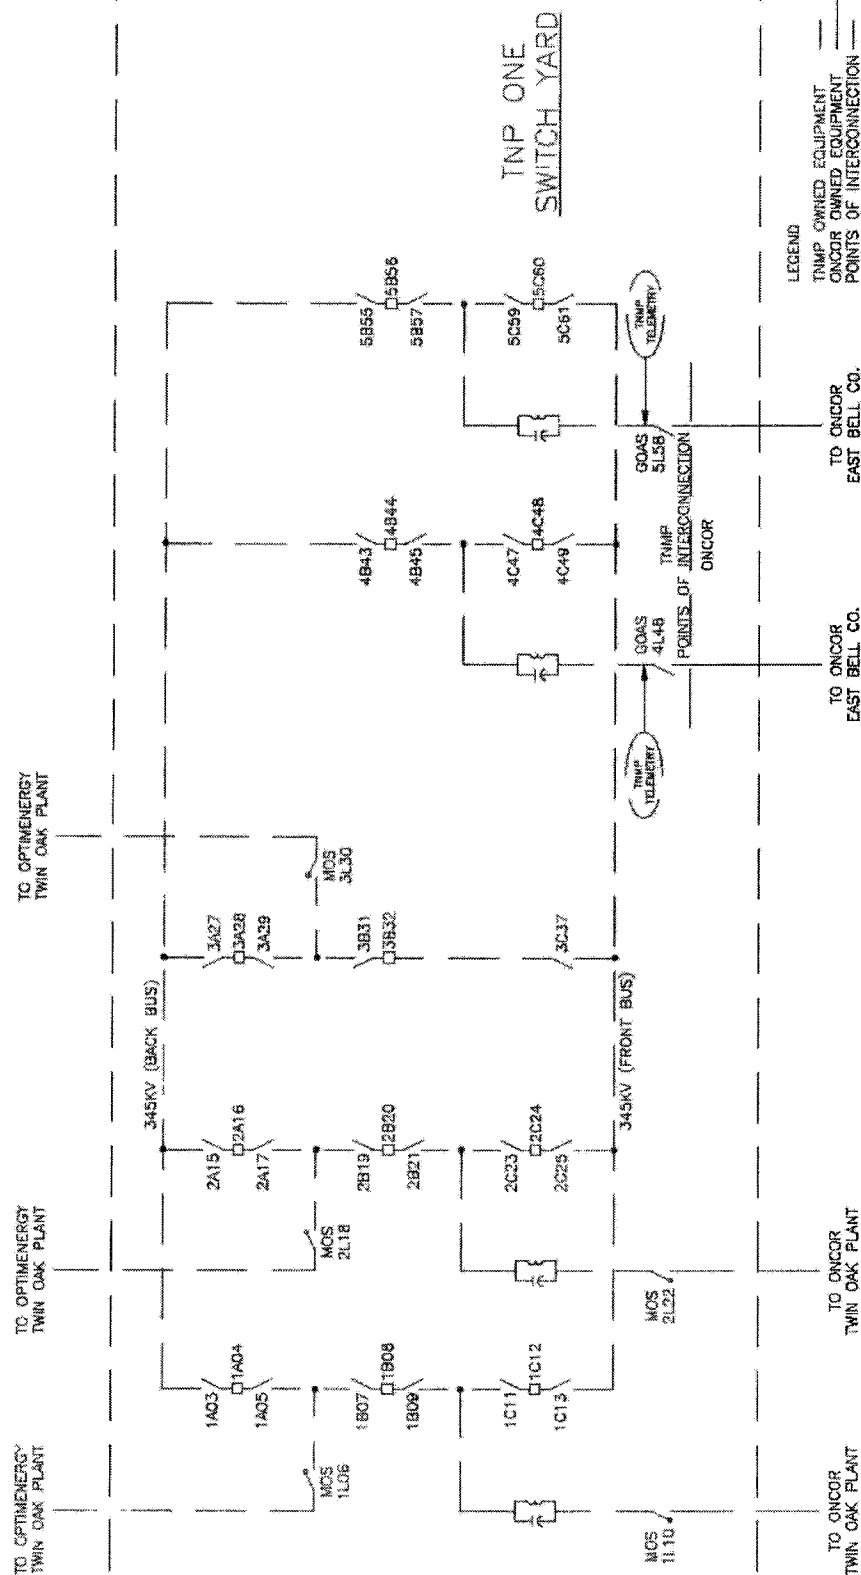 TNP ONE
SWITCH YARD
TO OPTIMENERGY
TWIN OAK PLANT
TO OPTIMENERGY
TWIN OAK PLANT
TO OPTIMENERGY
TWIN OAK PLANT
345KV (BACK BUS)
1A03
1A04
1A05
2A15
2A16
2A17
3A27
3A28
3A29
MOS
1L06
MOS
2L18
MOS
3L30
1B07
1B08
1B09
2B19
2B20
2B21
3B31
3B32
4B43
4B44
4B45
5B55
5B56
5B57
1C11
1C12
1C13
2C23
2C24
2C25
3C37
4C47
4C48
4C49
5C59
5C60
5C61
345KV (FRONT BUS)
MOS
1L10
MOS
2L22
TNMP
TELEMETRY
GOAS
4L46
GOAS
5L58
TNMP
TELEMETRY
TNMP
POINTS OF INTERCONNECTION
ONCOR
TO ONCOR
TWIN OAK PLANT
TO ONCOR
TWIN OAK PLANT
TO ONCOR
EAST BELL CO.
TO ONCOR
EAST BELL CO.
LEGEND
TNMP OWNED EQUIPMENT
ONCOR OWNED EQUIPMENT
POINTS OF INTERCONNECTION